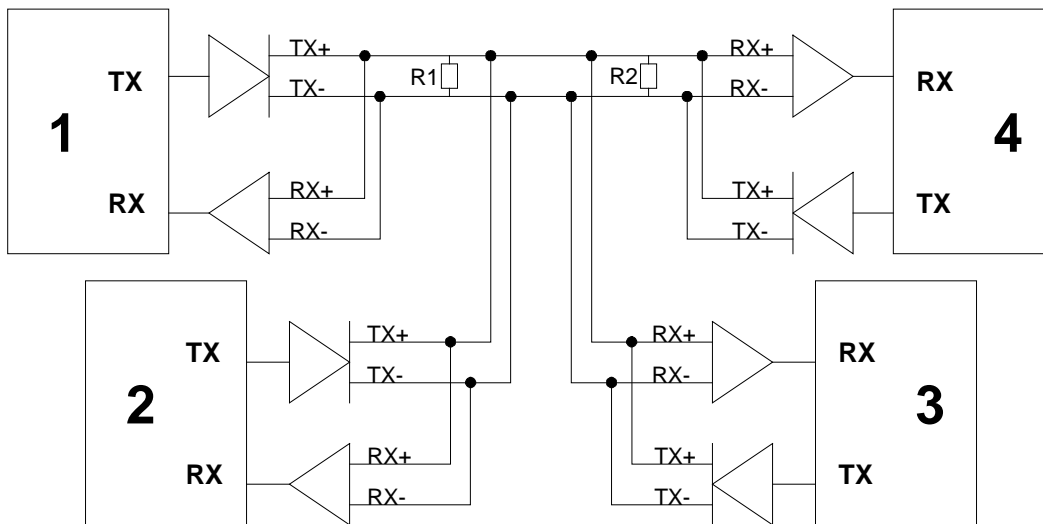 TX+ RX+
TX R1 R2 RX
TX- RX-
1 4
RX+ TX+
RX TX
RX- TX-
TX+ RX+
TX RX
TX- RX-
2 3
RX+ TX+
RX TX
RX- TX-